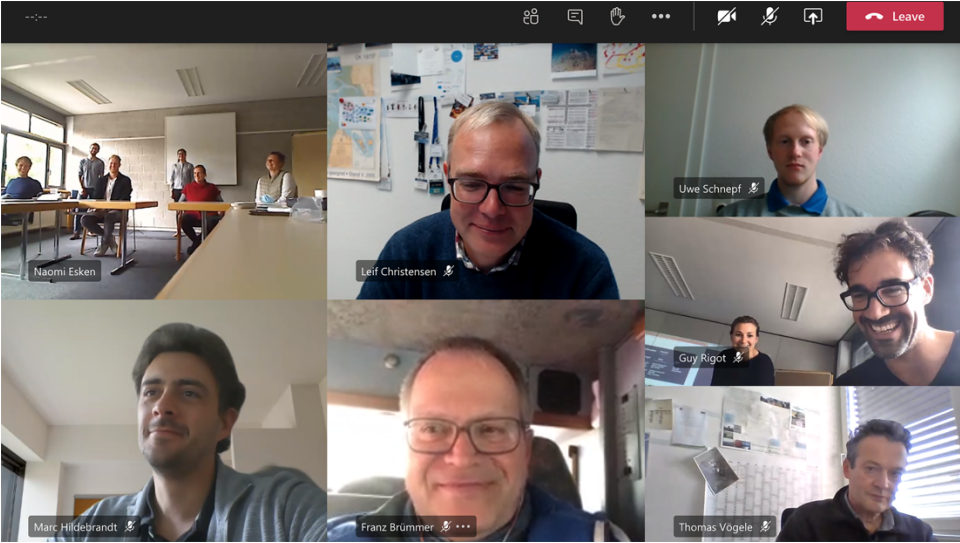 --:--
Leave
Naomi Esken
Leif Christensen
Uwe Schnepf
Guy Rigot
Marc Hildebrandt
Franz Brümmer
Thomas Vögele